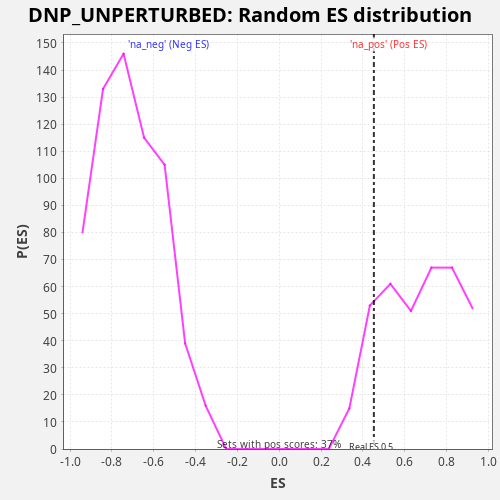 DNP_UNPERTURBED: Random ES distribution
'na_neg' (Neg ES)
'na_pos' (Pos ES)
150
140
130
120
110
100
90
80
70
60
50
40
30
20
10
0
P(ES)
Sets with pos scores: 37%
Real ES 0.5
-1.0 -0.8 -0.6 -0.4 -0.2 0.0 0.2 0.4 0.6 0.8 1.0
ES